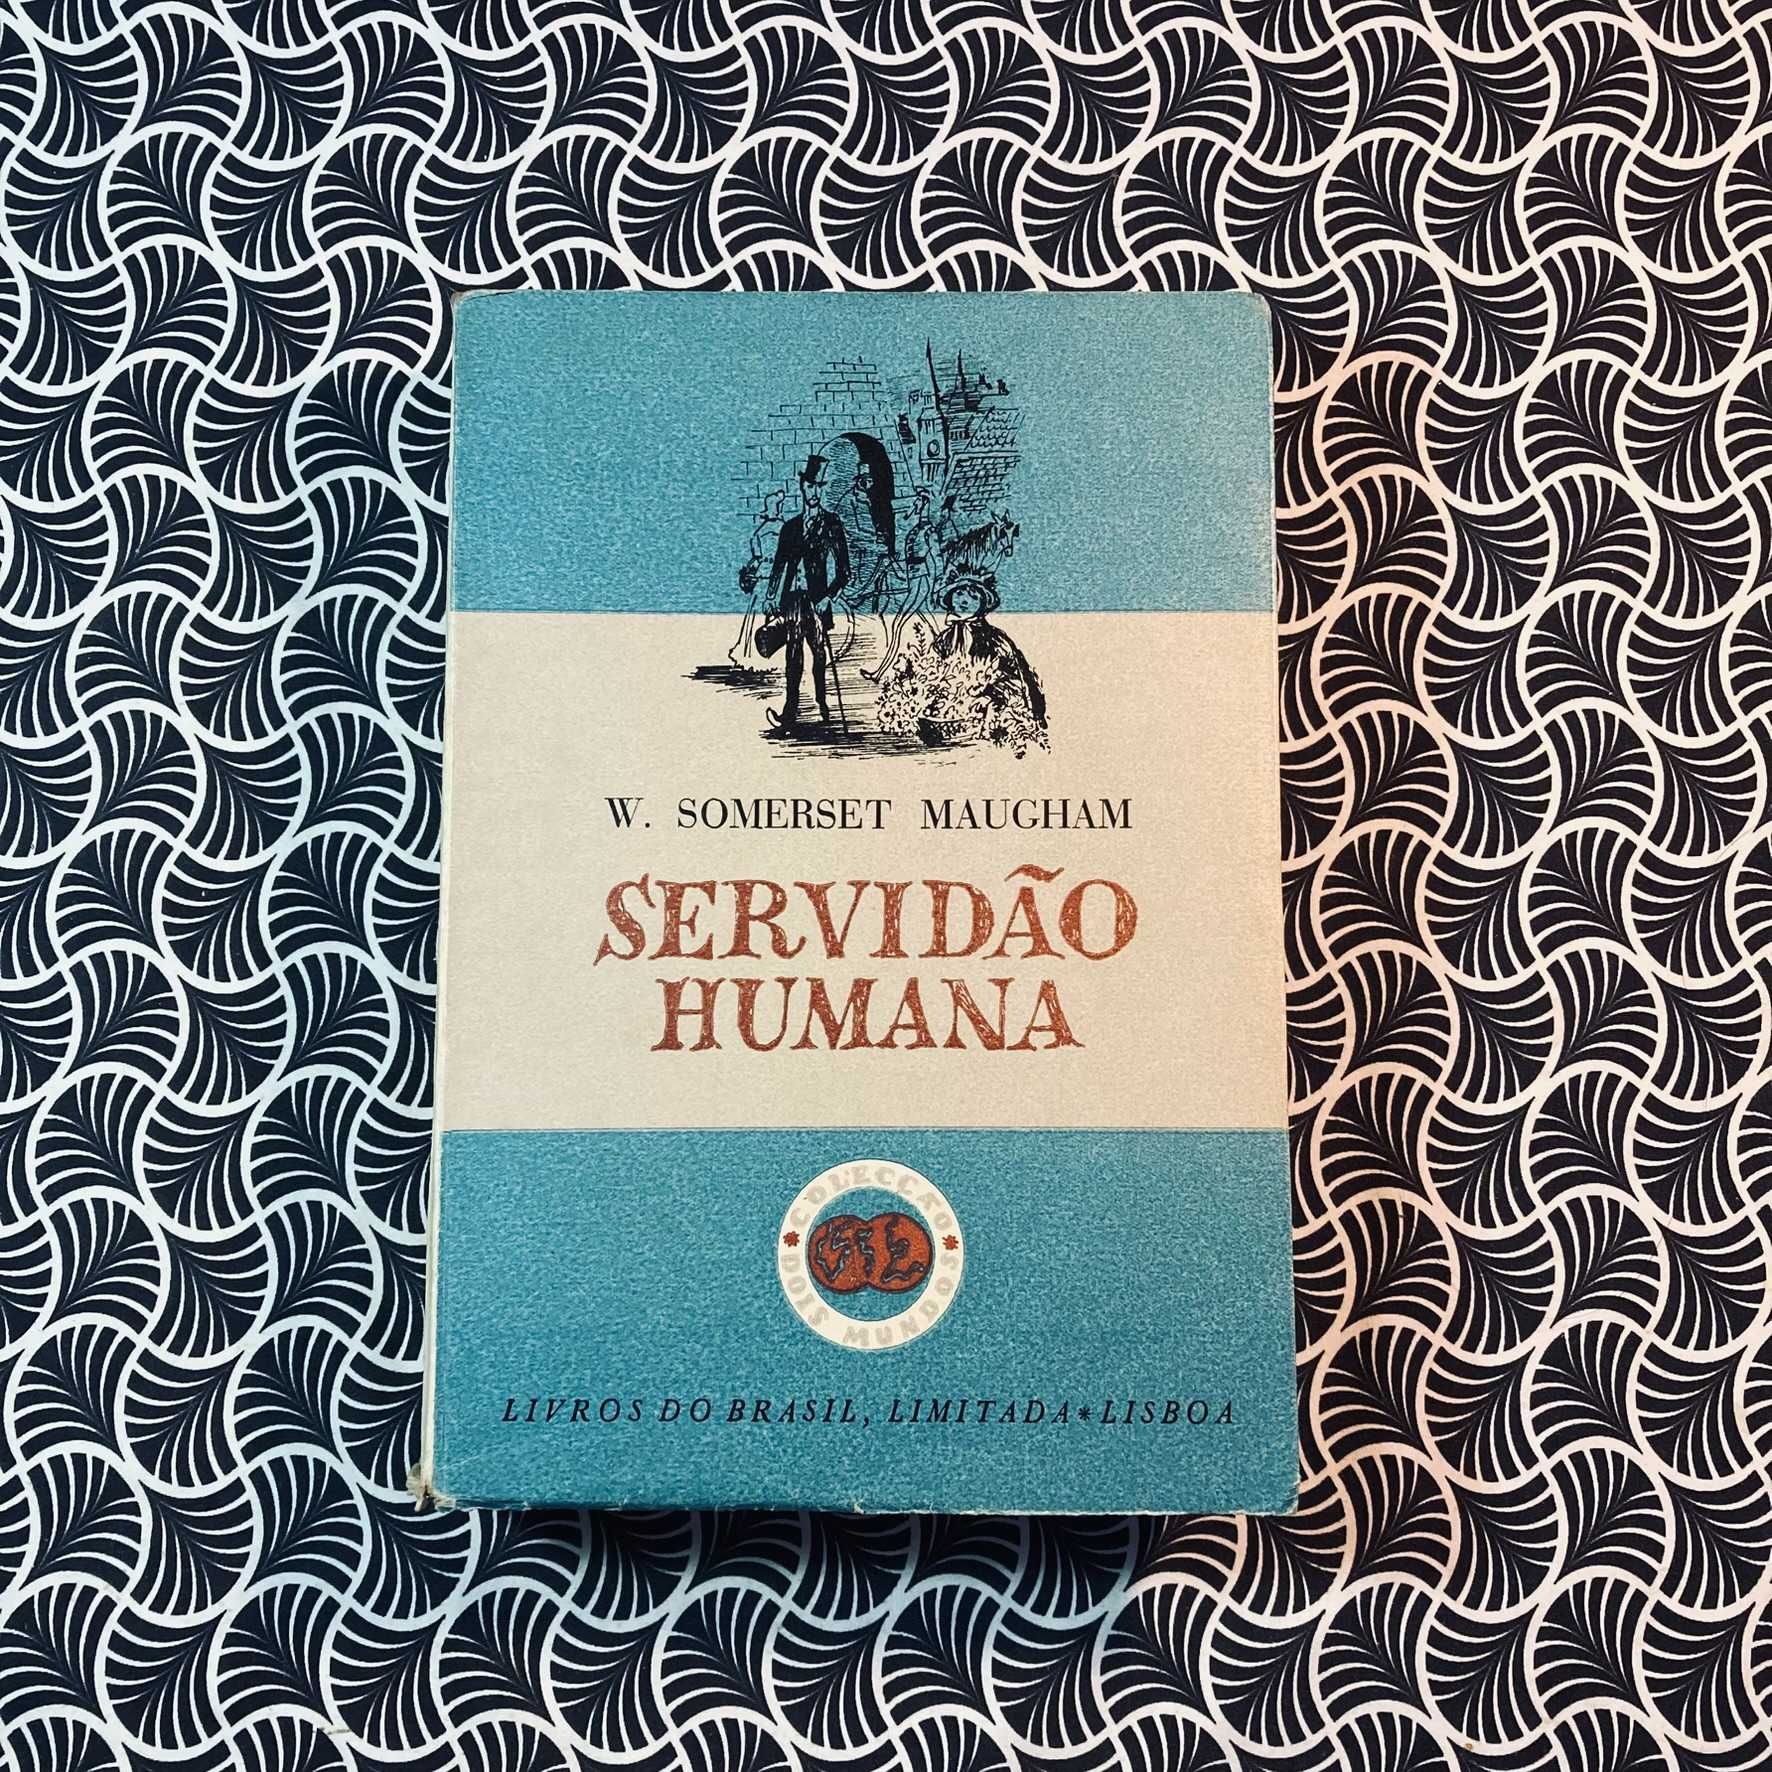 W. SOMERSET MAUGHAM
SERVIDÃO
HUMANA
COLECÇÃO
DOIS MUNDOS
LIVROS DO BRASIL, LIMITADA*LISBOA